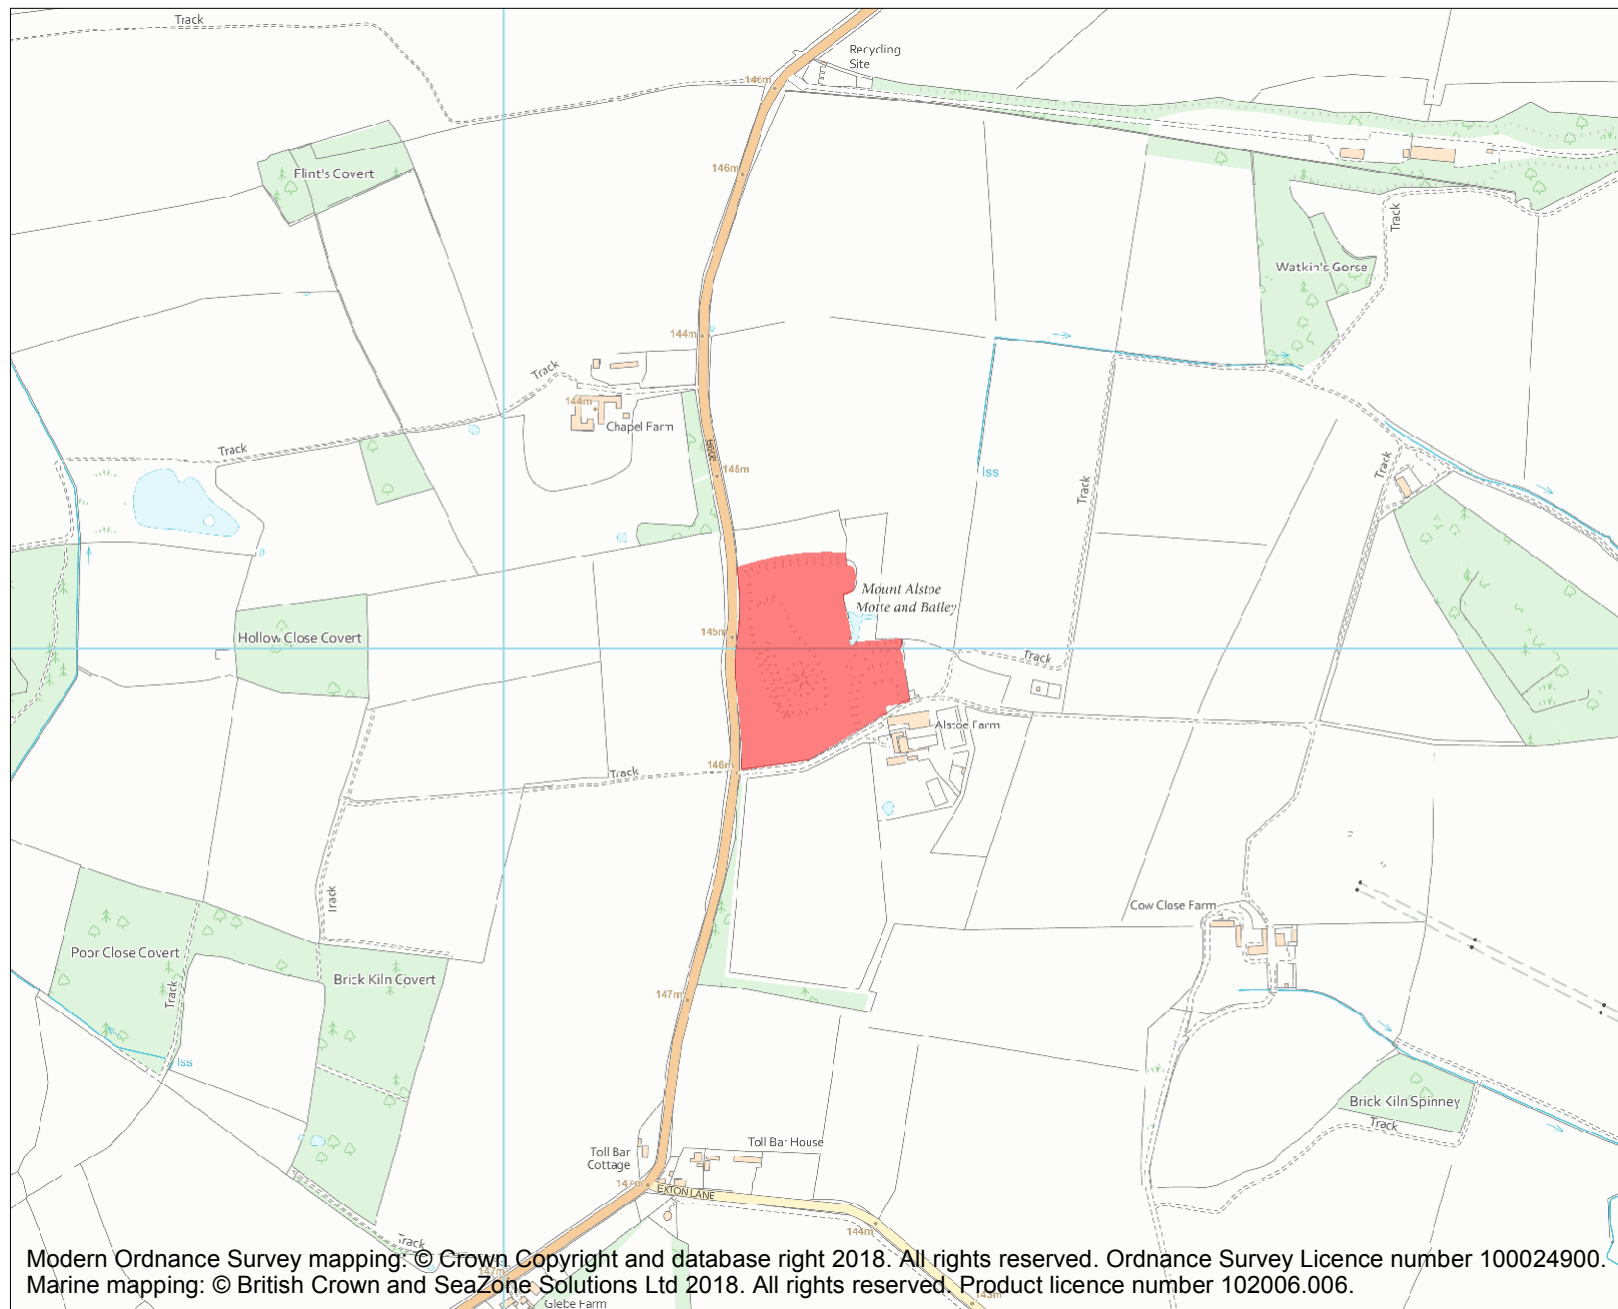 Track
Recycling
Site
146m
146m
Flint's Covert
Track
Watkin's Gorse
144m
Track
144m
Chapel Farm
Track
145m
Iss
Track
Track
Mount Alstoe
Motte and Bailey
145m
Hollow Close Covert
Track
Alstoe Farm
146m
Track
Track
Cow Close Farm
Poor Close Covert
Brick Kiln Covert
Track
147m
Iss
Brick Kiln Spinney
Track
Toll Bar House
Toll Bar
Cottage
147m
EXTON LANE
144m
Track
Modern Ordnance Survey mapping: © Crown Copyright and database right 2018. All rights reserved. Ordnance Survey Licence number 100024900.
147m
Marine mapping: © British Crown and SeaZone Solutions Ltd 2018. All rights reserved. Product licence number 102006.006.
143m
Glebe Farm